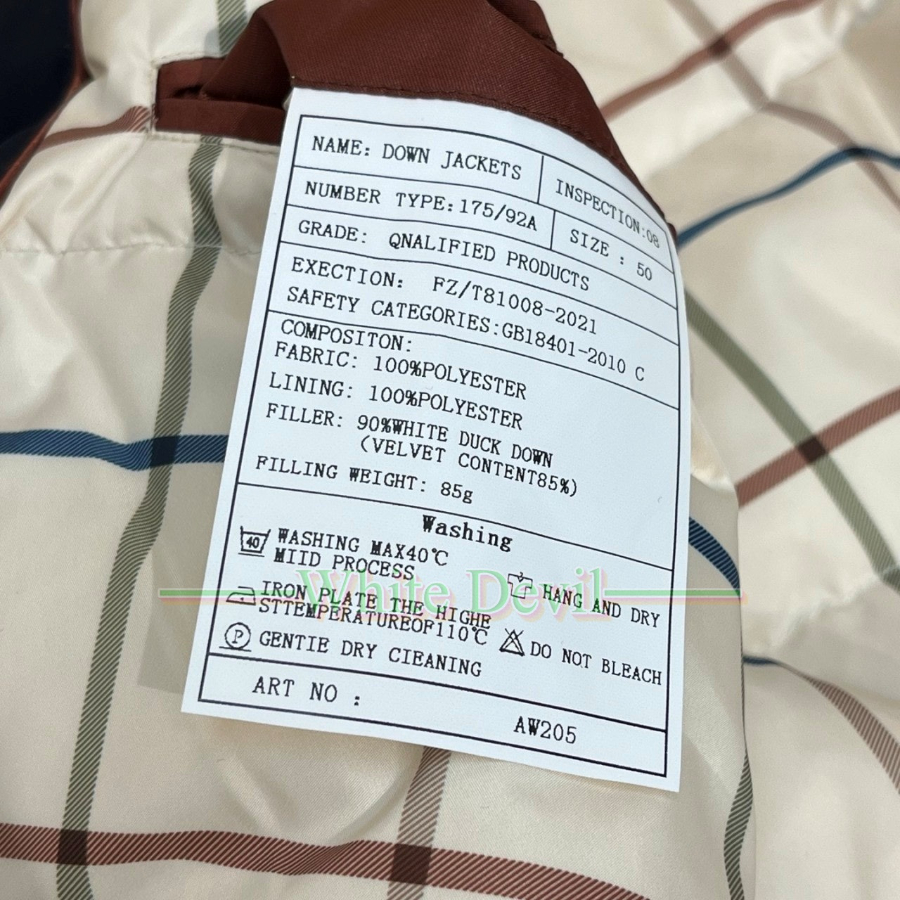 NAME: DOWN JACKETS
INSPECTION:08
NUMBER TYPE:175/92A
SIZE : 50
GRADE: QNALIFIED PRODUCTS
EXECTION: FZ/T81008-2021
SAFETY CATEGORIES:GB18401-2010 C
COMPOSITON:
FABRIC: 100%POLYESTER
LINING: 100%POLYESTER
FILLER: 90%WHITE DUCK DOWN
(VELVET CONTENT85%)
FILLING WEIGHT: 85g
Washing
40
WASHING MAX40℃
MIID PROCESS
HANG AND DRY
White Devil
IRON PLATE THE HIGHE
STTEMPERATUREOF110℃
DO NOT BLEACH
P
GENTIE DRY CIEANING
ART NO :
AW205